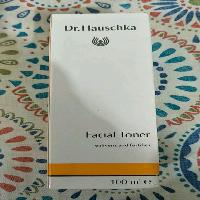 Dr.Hauschka
Facial Toner
100 ml e